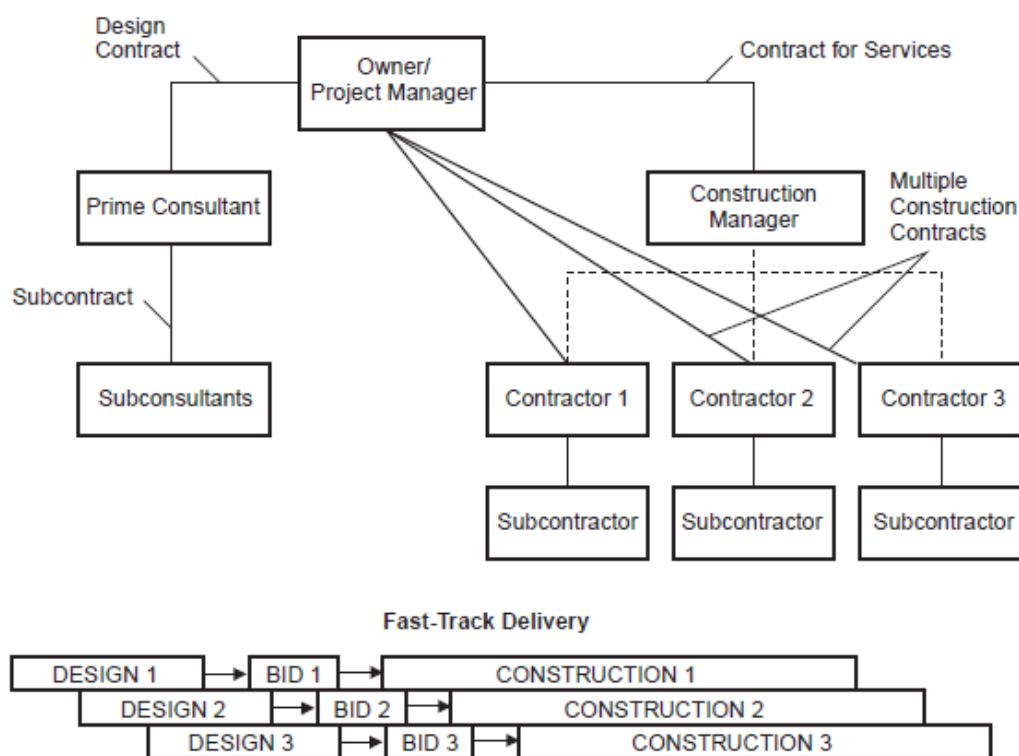 Design
Contract
Owner/
Project Manager
Contract for Services
Prime Consultant
Construction
Manager
Multiple
Construction
Contracts
Subcontract
Subconsultants
Contractor 1
Contractor 2
Contractor 3
Subcontractor
Subcontractor
Subcontractor
Fast-Track Delivery
DESIGN 1
BID 1
CONSTRUCTION 1
DESIGN 2
BID 2
CONSTRUCTION 2
DESIGN 3
BID 3
CONSTRUCTION 3